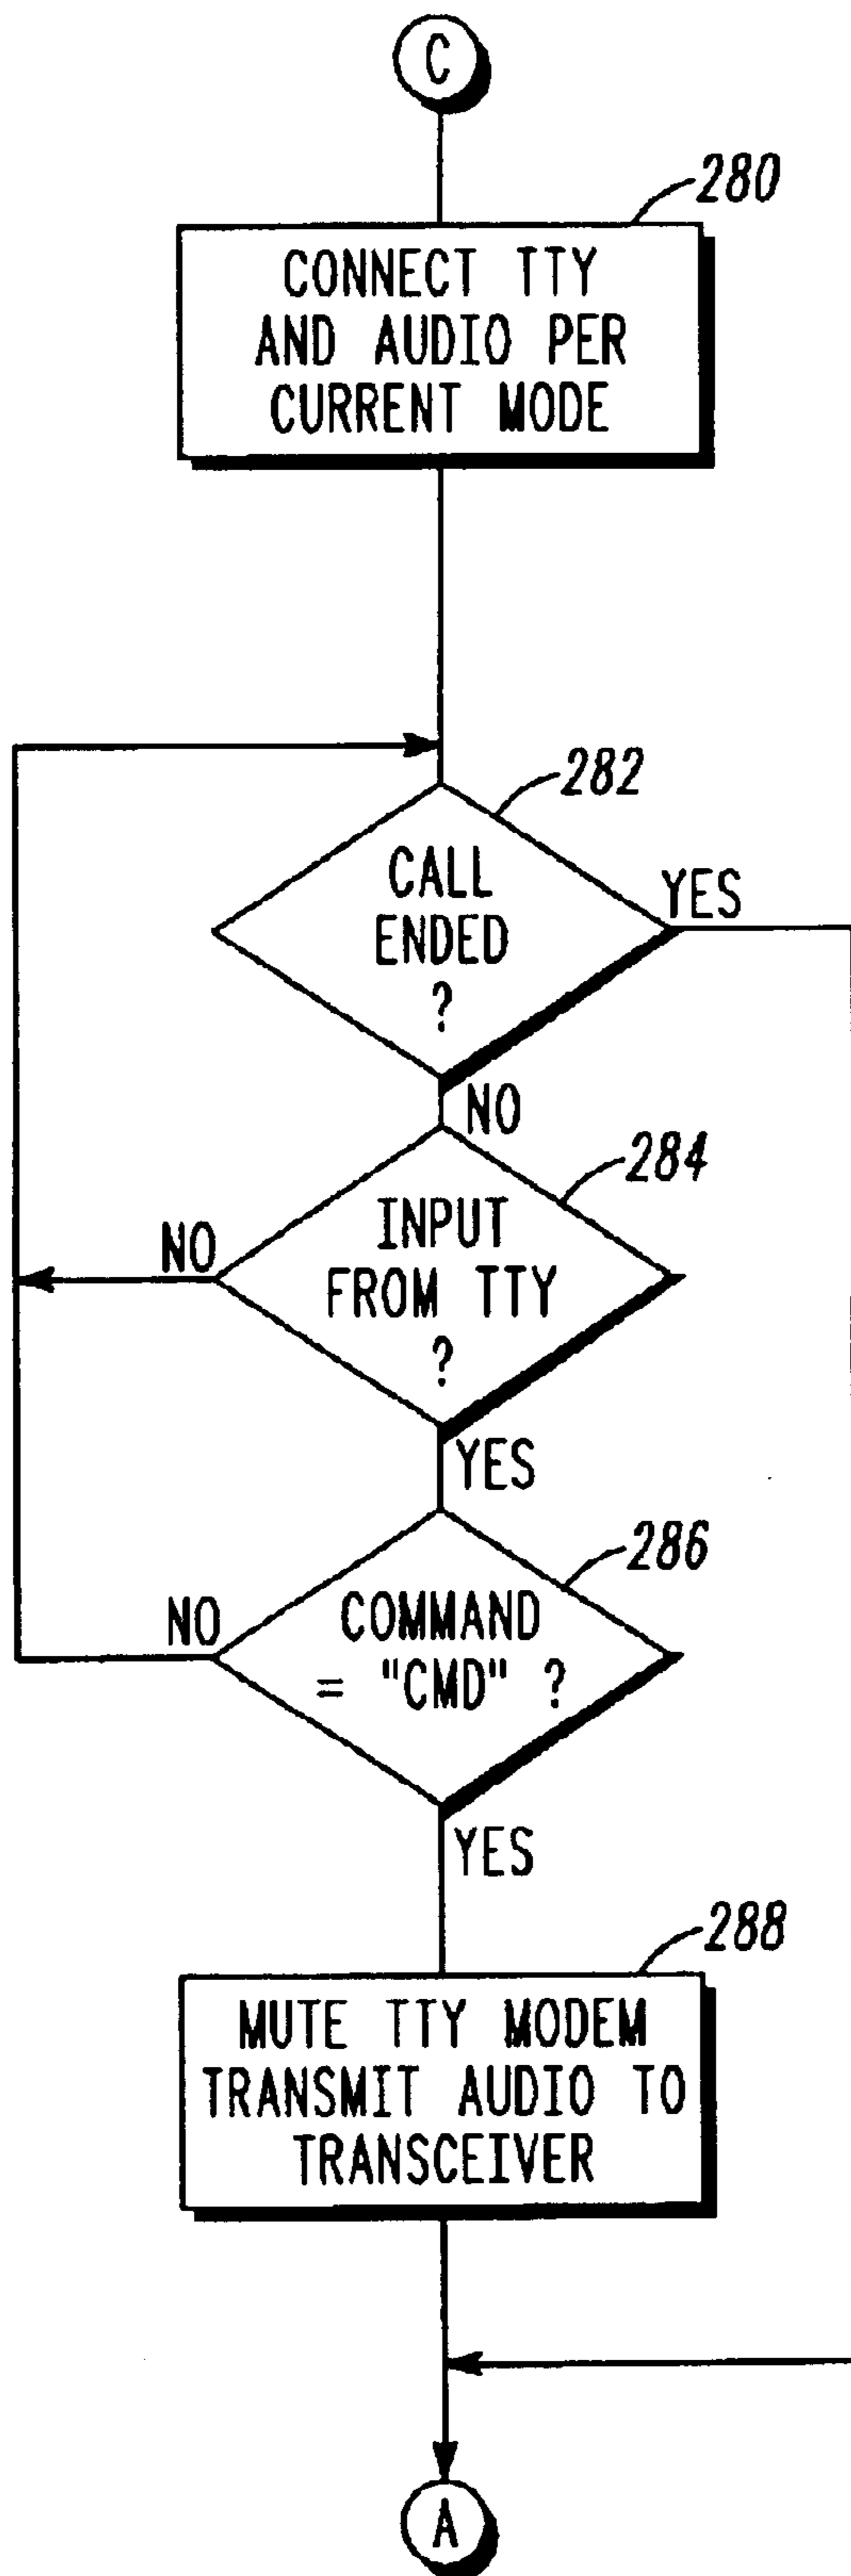 C
280
CONNECT TTY
AND AUDIO PER
CURRENT MODE
282
CALL
ENDED
?
YES
NO
284
INPUT
FROM TTY
?
NO
YES
286
COMMAND
= "CMD" ?
NO
YES
288
MUTE TTY MODEM
TRANSMIT AUDIO TO
TRANSCEIVER
A